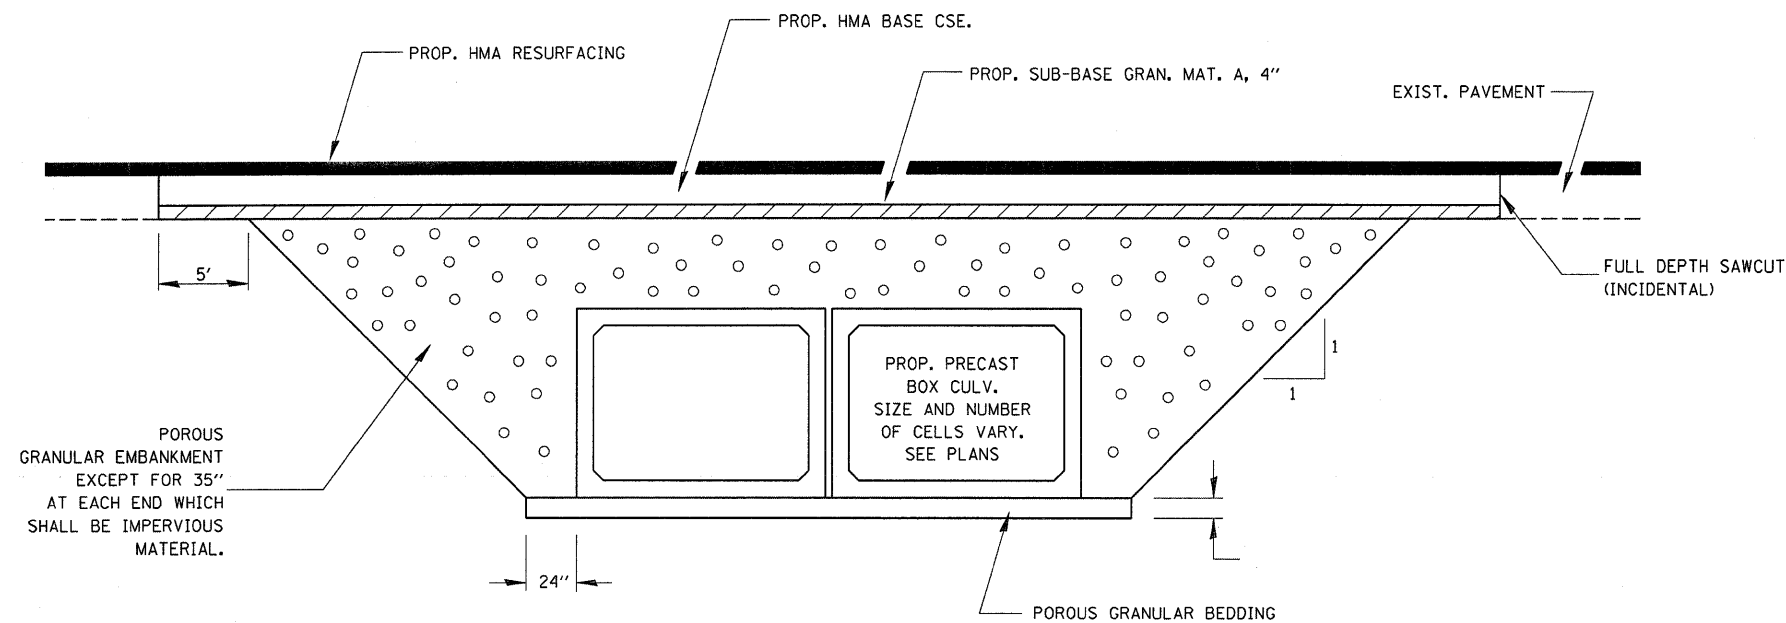 PROP. HMA BASE CSE.
PROP. HMA RESURFACING
PROP. SUB-BASE GRAN. MAT. A, 4"
EXIST. PAVEMENT
5'
FULL DEPTH SAWCUT
(INCIDENTAL)
1
1
PROP. PRECAST
BOX CULV.
SIZE AND NUMBER
OF CELLS VARY.
SEE PLANS
POROUS
GRANULAR EMBANKMENT
EXCEPT FOR 35"
AT EACH END WHICH
SHALL BE IMPERVIOUS
MATERIAL.
24"
POROUS GRANULAR BEDDING